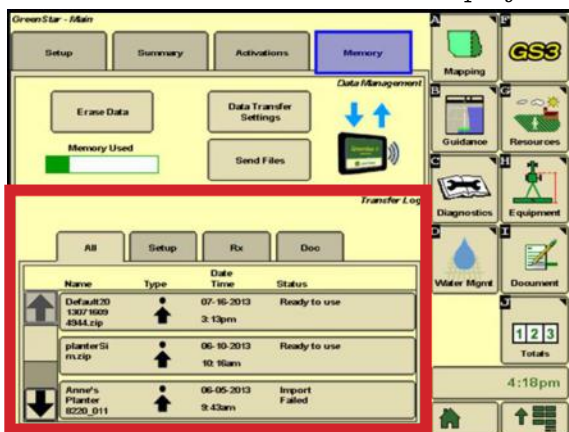 GreenStar - Main
Setup
Summary
Activations
Memory
Data Management
Erase Data
Data Transfer
Settings
Memory Used
Send Files
Transfer Log
All
Setup
Rx
Doc
Name
Type
Date
Time
Status
Default20
13071609
4944.zip
07-16-2013
3:13pm
Ready to use
planterSi
m.zip
06-10-2013
10:16am
Ready to use
Anne's
Planter
8220_011
06-05-2013
9:43am
Import
Failed
A
Mapping
F
GS3
B
Guidance
G
Resources
C
Diagnostics
H
Equipment
D
Water Mgmt
I
Document
J
1 2 3
Totals
4:18pm